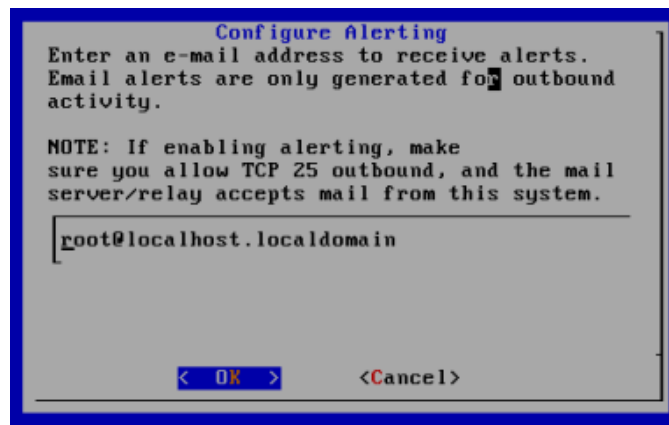 Configure Alerting
Enter an e-mail address to receive alerts.
Email alerts are only generated for outbound
activity.
NOTE: If enabling alerting, make
sure you allow TCP 25 outbound, and the mail
server/relay accepts mail from this system.
root@localhost.localdomain
< OK > <Cancel>